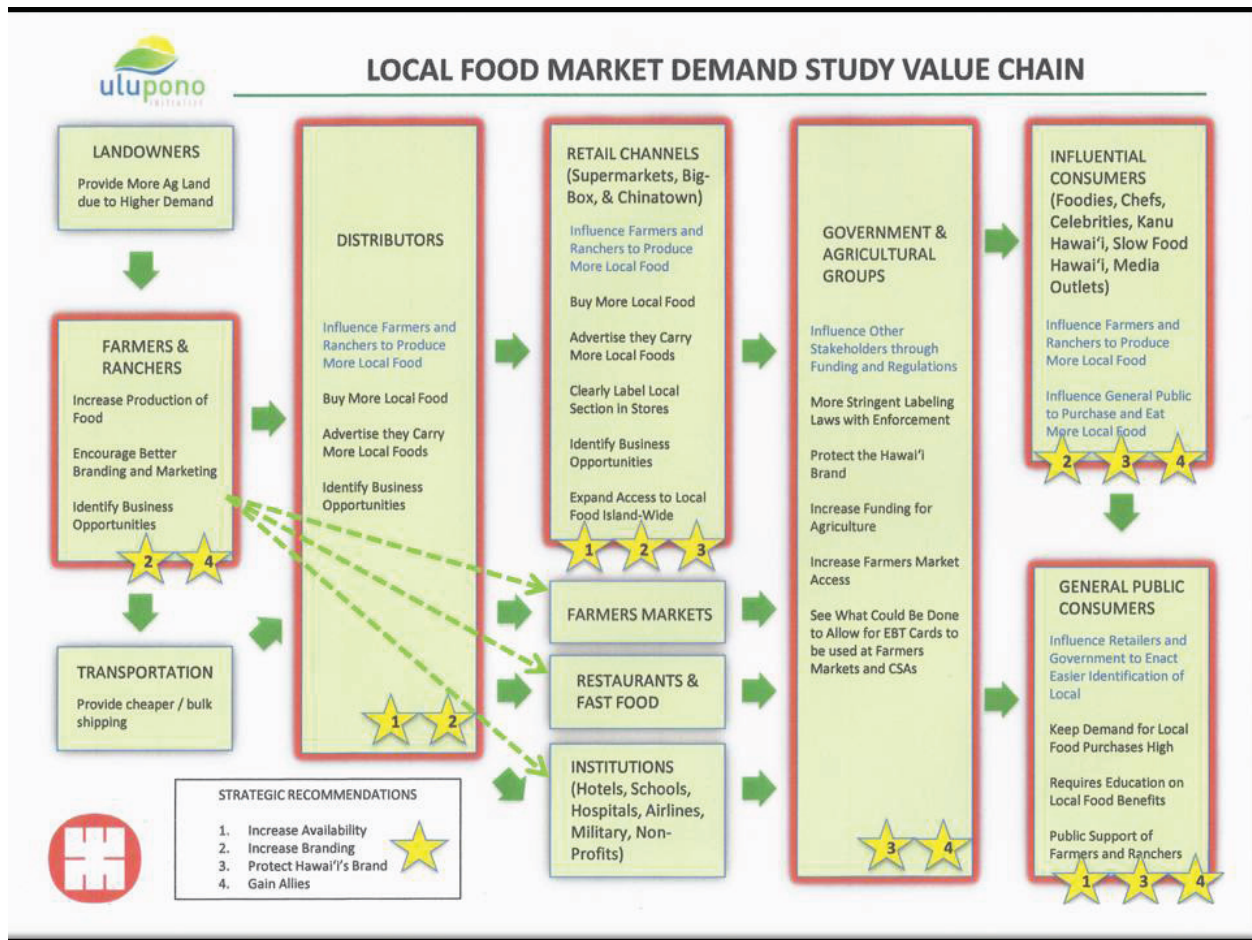 ulupono
INITIATIVE
LOCAL FOOD MARKET DEMAND STUDY VALUE CHAIN
LANDOWNERS
Provide More Ag Land
due to Higher Demand
FARMERS &
RANCHERS
Increase Production of
Food
Encourage Better
Branding and Marketing
Identify Business
Opportunities
2
4
TRANSPORTATION
Provide cheaper / bulk
shipping
DISTRIBUTORS
Influence Farmers and
Ranchers to Produce
More Local Food
Buy More Local Food
Advertise they Carry
More Local Foods
Identify Business
Opportunities
1
2
RETAIL CHANNELS
(Supermarkets, Big-
Box, & Chinatown)
Influence Farmers and
Ranchers to Produce
More Local Food
Buy More Local Food
Advertise they Carry
More Local Foods
Clearly Label Local
Section in Stores
Identify Business
Opportunities
Expand Access to Local
Food Island-Wide
1
2
3
FARMERS MARKETS
RESTAURANTS &
FAST FOOD
INSTITUTIONS
(Hotels, Schools,
Hospitals, Airlines,
Military, Non-
Profits)
GOVERNMENT &
AGRICULTURAL
GROUPS
Influence Other
Stakeholders through
Funding and Regulations
More Stringent Labeling
Laws with Enforcement
Protect the Hawaiʻi
Brand
Increase Funding for
Agriculture
Increase Farmers Market
Access
See What Could be Done
to Allow for EBT Cards to
be used at Farmers
Markets and CSAs
3
4
INFLUENTIAL
CONSUMERS
(Foodies, Chefs,
Celebrities, Kanu
Hawaiʻi, Slow Food
Hawaiʻi, Media
Outlets)
Influence Farmers and
Ranchers to Produce
More Local Food
Influence General Public
to Purchase and Eat
More Local Food
2
3
4
GENERAL PUBLIC
CONSUMERS
Influence Retailers and
Government to Enact
Easier Identification of
Local
Keep Demand for Local
Food Purchases High
Requires Education on
Local Food Benefits
Public Support of
Farmers and Ranchers
1
3
4
STRATEGIC RECOMMENDATIONS
1. Increase Availability
2. Increase Branding
3. Protect Hawaiʻi's Brand
4. Gain Allies